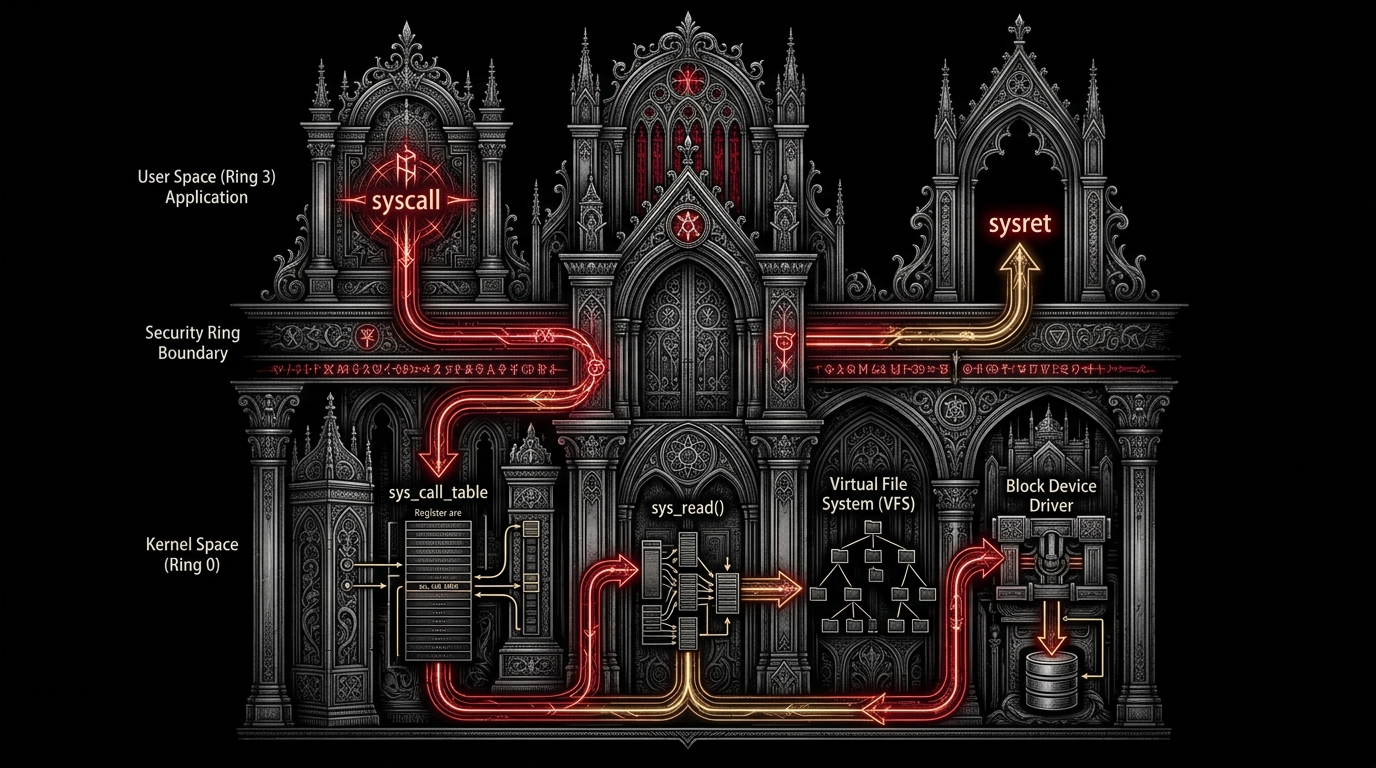 User Space (Ring 3)
Application
syscall
sysret
Security Ring
Boundary
sys_call_table
Register are
sys_read()
Virtual File
System (VFS)
Block Device
Driver
Kernel Space
(Ring 0)